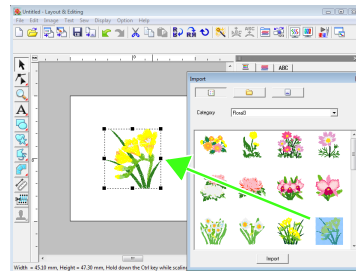 Untitled - Layout & Editing
File Edit Image Text Sew Display Option Help
ABC
Import
Category
Floral3
Import
Width = 45.10 mm, Height = 47.30 mm, Hold down the Ctrl key while scaling